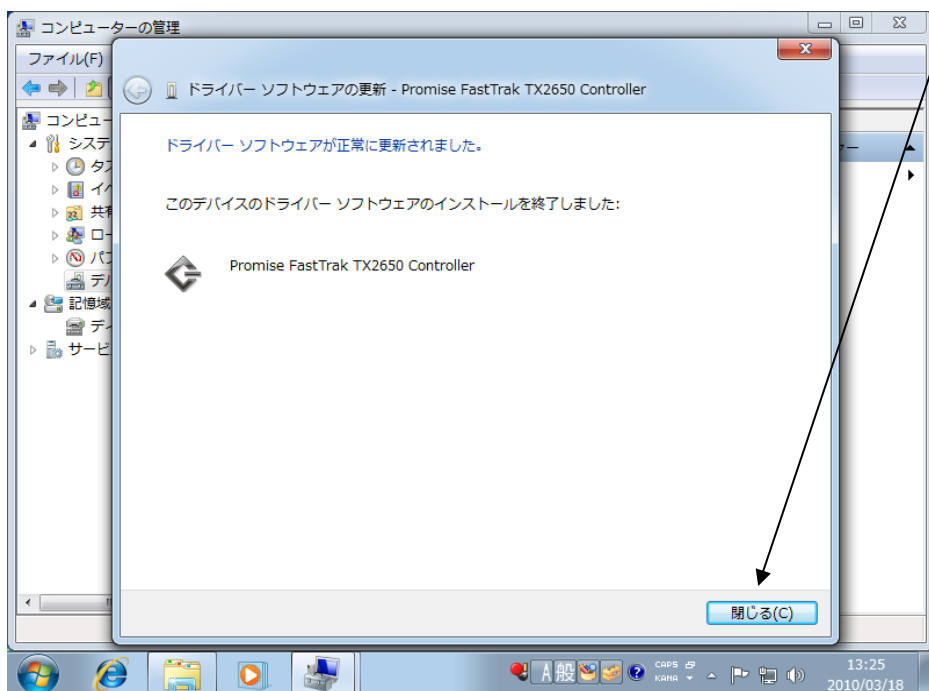 コンピューターの管理
ファイル(F)
ドライバー ソフトウェアの更新 - Promise FastTrak TX2650 Controller
コンピュー
システ
タス
イベ
共有
ロー
パフ
デバ
記憶域
ディ
サービ
ドライバー ソフトウェアが正常に更新されました。
このデバイスのドライバー ソフトウェアのインストールを終了しました:
Promise FastTrak TX2650 Controller
閉じる(C)
A 般
CAPS
KANA
13:25
2010/03/18